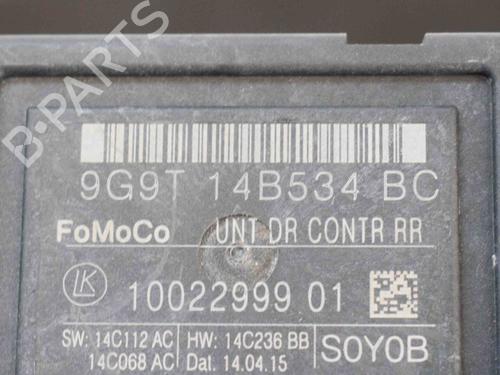 B-PARTS
9G9T 14B534 BC
FoMoCo UNT DR CONTR RR
LK 10022999 01
SW: 14C112 AC HW: 14C236 BB SOYOB
14C068 AC Dat. 14.04.15